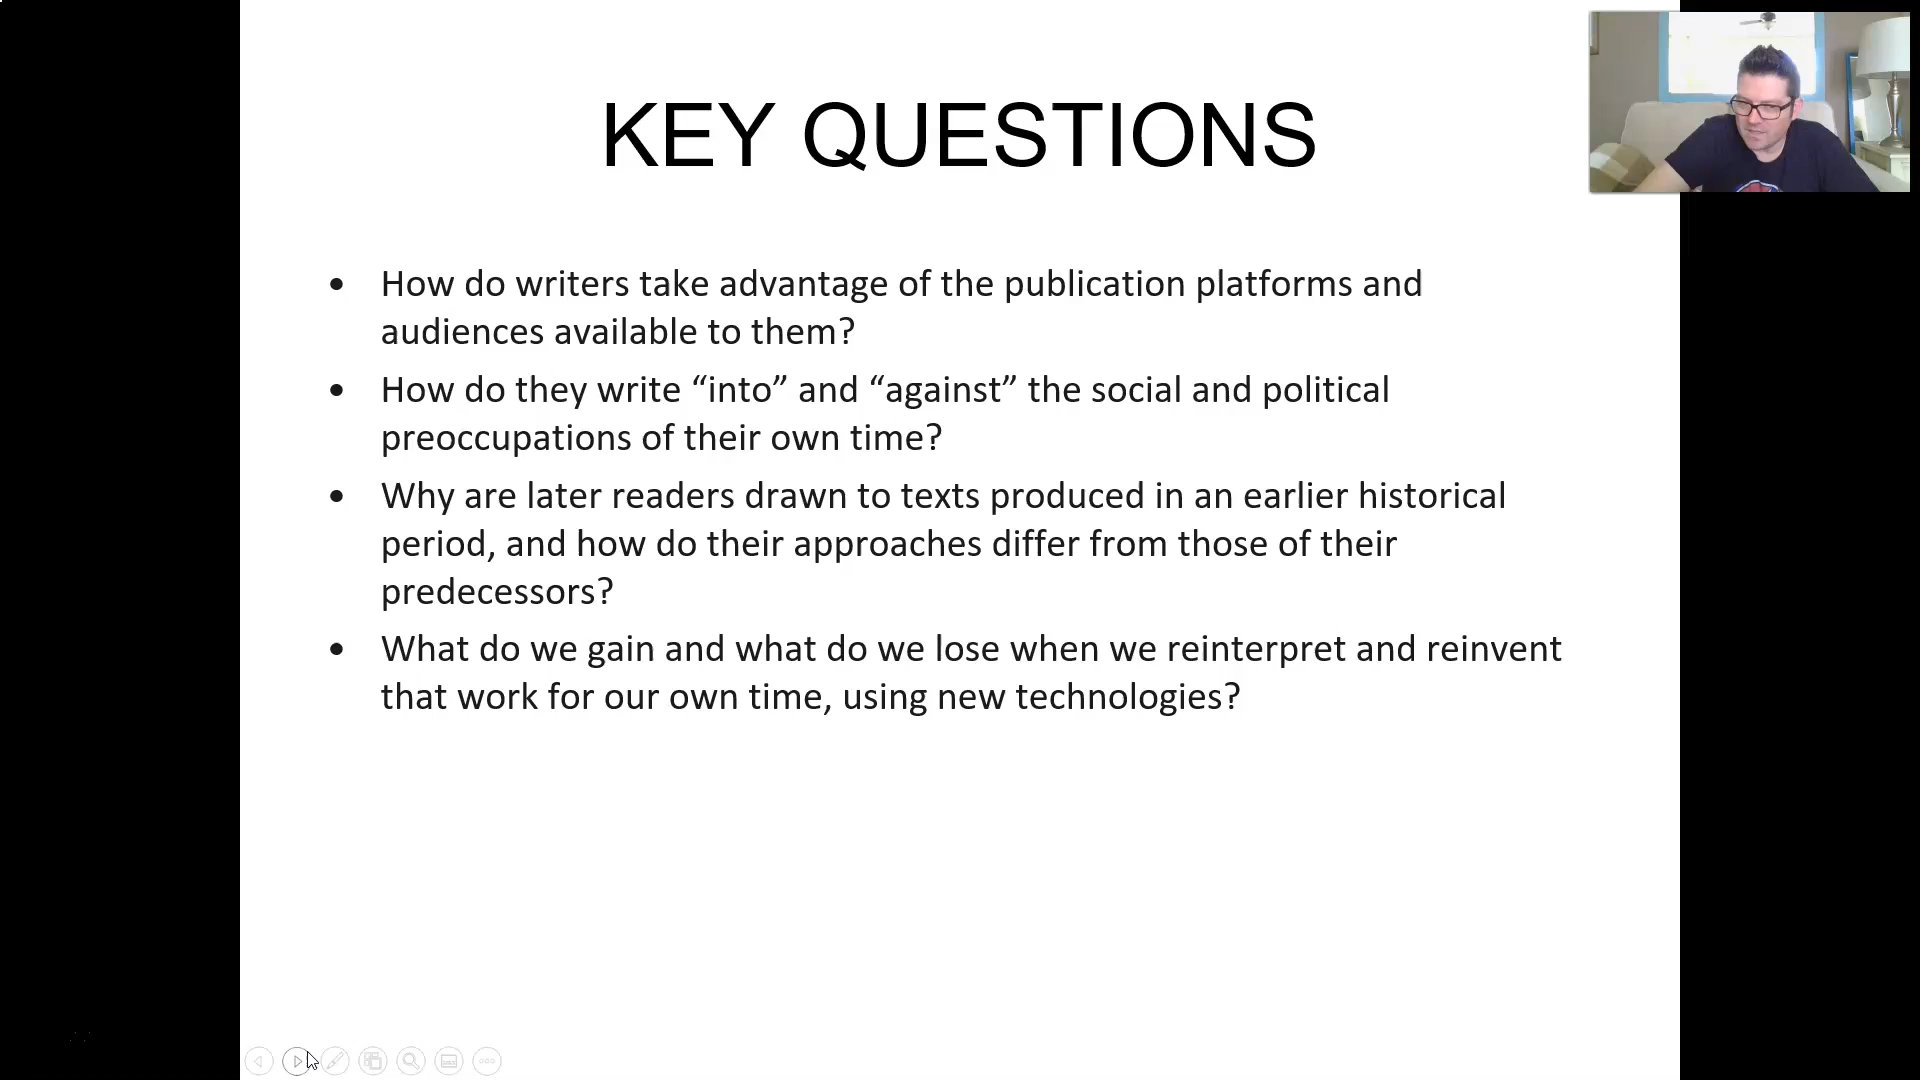 KEY QUESTIONS
• How do writers take advantage of the publication platforms and
audiences available to them?
• How do they write “into” and “against” the social and political
preoccupations of their own time?
• Why are later readers drawn to texts produced in an earlier historical
period, and how do their approaches differ from those of their
predecessors?
• What do we gain and what do we lose when we reinterpret and reinvent
that work for our own time, using new technologies?